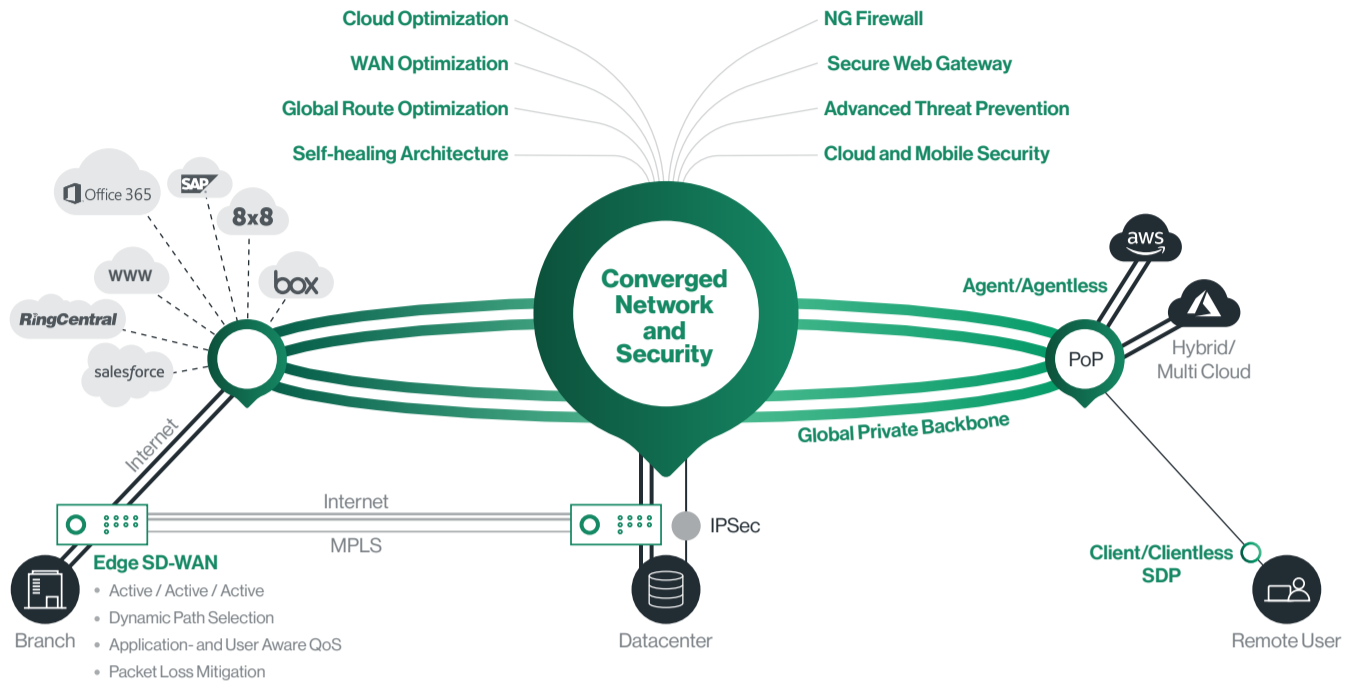 Cloud Optimization
WAN Optimization
Global Route Optimization
Self-healing Architecture
NG Firewall
Secure Web Gateway
Advanced Threat Prevention
Cloud and Mobile Security
Office 365
SAP
8x8
www
box
RingCentral
salesforce
Converged
Network
and
Security
Agent/Agentless
aws
PoP
Hybrid/
Multi Cloud
Global Private Backbone
Internet
Internet
MPLS
IPSec
Edge SD-WAN
• Active / Active / Active
• Dynamic Path Selection
• Application- and User Aware QoS
• Packet Loss Mitigation
Branch
Datacenter
Client/Clientless
SDP
Remote User